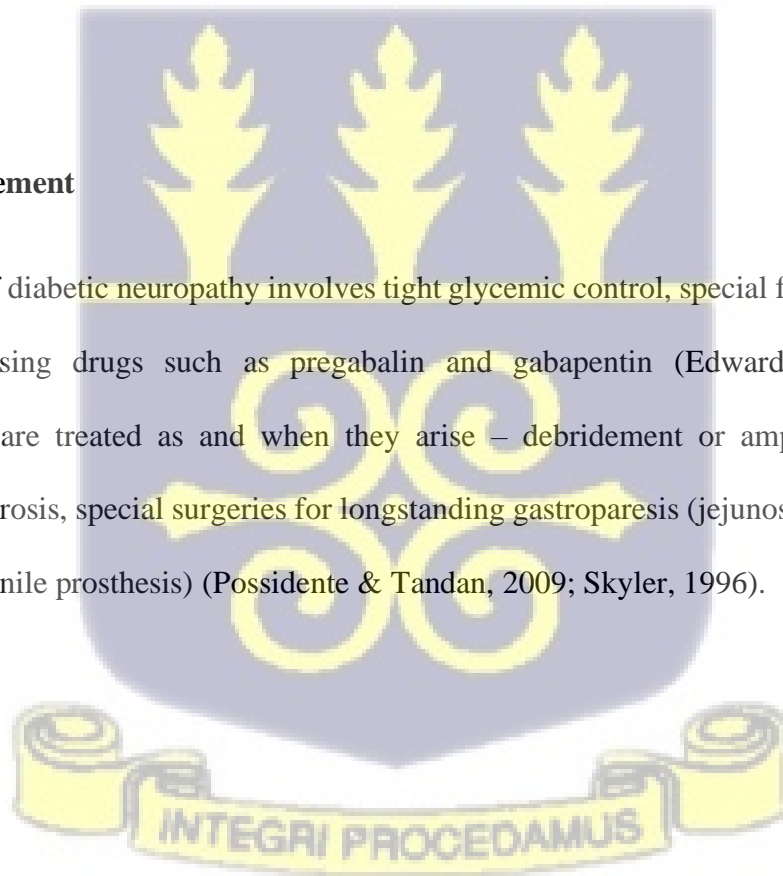 ement
f diabetic neuropathy involves tight glycemic control, special f
sing drugs such as pregabalin and gabapentin (Edward
are treated as and when they arise – debridement or amp
rosis, special surgeries for longstanding gastroparesis (jejunos
nile prosthesis) (Possidente & Tandan, 2009; Skyler, 1996).
INTEGRI PROCEDAMUS